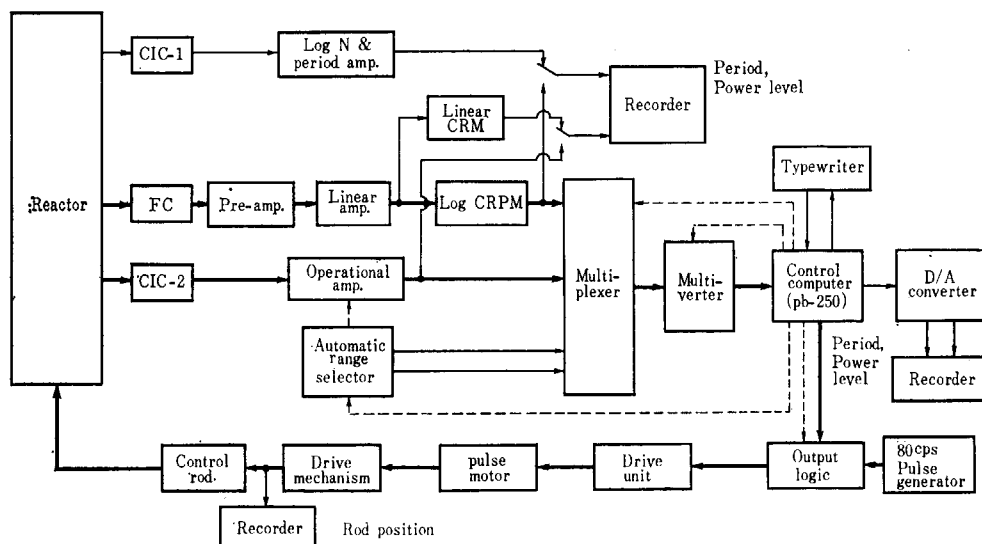 CIC-1
Log N &
period amp.
Period,
Power level
Recorder
Linear
CRM
Typewriter
Reactor
FC
Pre-amp.
Linear
amp.
Log CRPM
CIC-2
Operational
amp.
Multi-
plexer
Multi-
verter
Control
computer
(pb-250)
D/A
converter
Automatic
range
selector
Period,
Power
level
Recorder
Control
rod.
Drive
mechanism
pulse
motor
Drive
unit
Output
logic
80cps
Pulse
generator
Recorder
Rod position